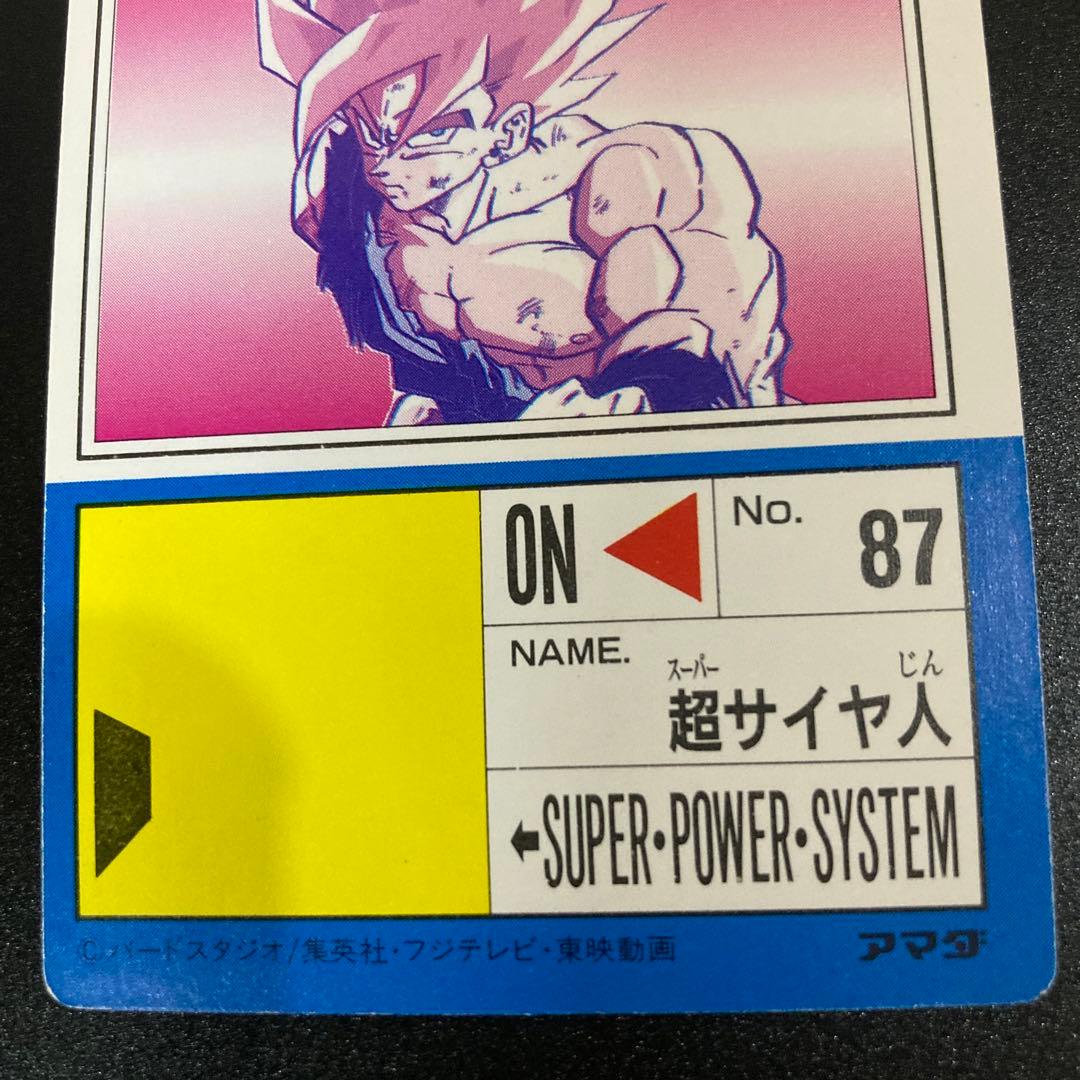 ON
No. 87
NAME.
スーパー じん
超サイヤ人
←SUPER・POWER・SYSTEM
©バードスタジオ/集英社・フジテレビ・東映動画
アマダ